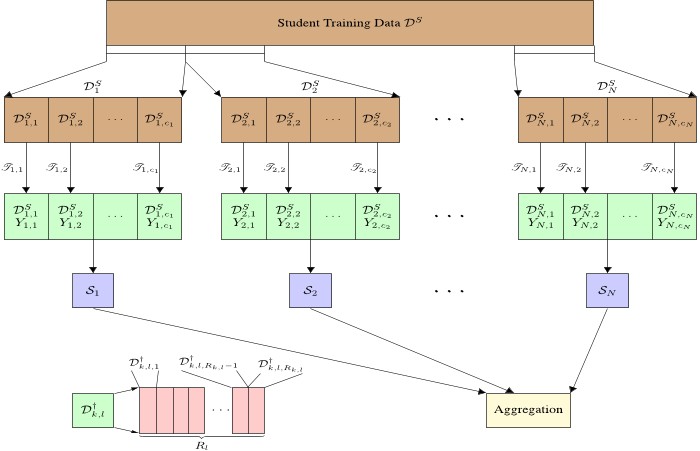 Student Training Data 𝒟^S
𝒟_1^S 𝒟_2^S 𝒟_N^S
𝒟_{1,1}^S 𝒟_{1,2}^S ··· 𝒟_{1,c_1}^S 𝒟_{2,1}^S 𝒟_{2,2}^S ··· 𝒟_{2,c_2}^S ··· 𝒟_{N,1}^S 𝒟_{N,2}^S ··· 𝒟_{N,c_N}^S
𝒯_{1,1} 𝒯_{1,2} 𝒯_{1,c_1} 𝒯_{2,1} 𝒯_{2,2} 𝒯_{2,c_2} 𝒯_{N,1} 𝒯_{N,2} 𝒯_{N,c_N}
𝒟_{1,1}^S 𝒟_{1,2}^S ··· 𝒟_{1,c_1}^S 𝒟_{2,1}^S 𝒟_{2,2}^S ··· 𝒟_{2,c_2}^S ··· 𝒟_{N,1}^S 𝒟_{N,2}^S ··· 𝒟_{N,c_N}^S
Y_{1,1} Y_{1,2} Y_{1,c_1} Y_{2,1} Y_{2,2} Y_{2,c_2} Y_{N,1} Y_{N,2} Y_{N,c_N}
𝒮_1 𝒮_2 ··· 𝒮_N
𝒟_{k,l,1}^† 𝒟_{k,l,R_{k,l}−1}^† 𝒟_{k,l,R_{k,l}}^†
𝒟_{k,l}^† ··· Aggregation
R_l